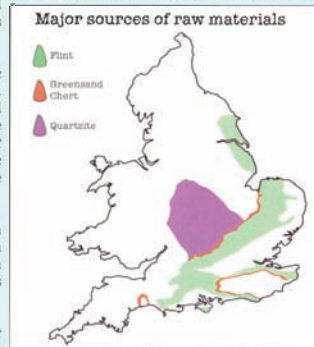 Major sources of raw materials
Flint
Greensand
Chert
Quartzite